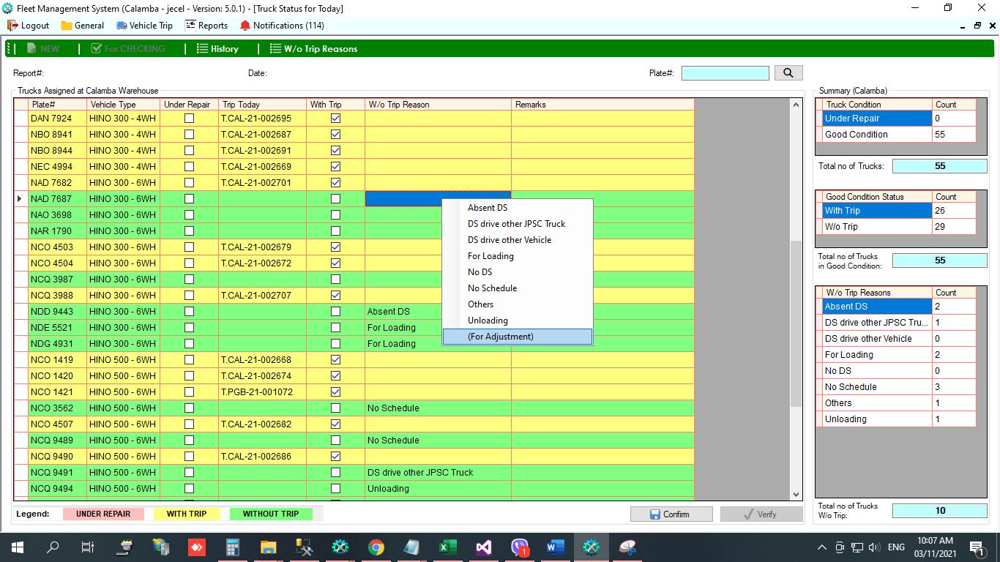 Fleet Management System (Calamba - jecel - Version: 5.0.1) - [Truck Status for Today]
Logout General Vehicle Trip Reports Notifications (114)
NEW For CHECKING History W/o Trip Reasons
Report#: Date: Plate#:
Trucks Assigned at Calamba Warehouse
Plate# Vehicle Type Under Repair Trip Today With Trip W/o Trip Reason Remarks
DAN 7924 HINO 300 - 4WH T.CAL-21-002695
NBO 8941 HINO 300 - 4WH T.CAL-21-002687
NBO 8944 HINO 300 - 4WH T.CAL-21-002691
NEC 4994 HINO 300 - 4WH T.CAL-21-002669
NAD 7682 HINO 300 - 6WH T.CAL-21-002701
NAD 7687 HINO 300 - 6WH
NAO 3698 HINO 300 - 6WH
NAR 1790 HINO 300 - 6WH
NCO 4503 HINO 300 - 6WH T.CAL-21-002679
NCO 4504 HINO 300 - 6WH T.CAL-21-002672
NCQ 3987 HINO 300 - 6WH
NCQ 3988 HINO 300 - 6WH T.CAL-21-002707
NDD 9443 HINO 300 - 6WH Absent DS
NDE 5521 HINO 300 - 6WH For Loading
NDG 4931 HINO 300 - 6WH For Loading
NCO 1419 HINO 500 - 6WH T.CAL-21-002668
NCO 1420 HINO 500 - 6WH T.CAL-21-002674
NCO 1421 HINO 500 - 6WH T.PGB-21-001072
NCO 3562 HINO 500 - 6WH No Schedule
NCO 4507 HINO 500 - 6WH T.CAL-21-002682
NCQ 9489 HINO 500 - 6WH No Schedule
NCQ 9490 HINO 500 - 6WH T.CAL-21-002686
NCQ 9491 HINO 500 - 6WH DS drive other JPSC Truck
NCQ 9494 HINO 500 - 6WH Unloading
Absent DS
DS drive other JPSC Truck
DS drive other Vehicle
For Loading
No DS
No Schedule
Others
Unloading
(For Adjustment)
Legend: UNDER REPAIR WITH TRIP WITHOUT TRIP
Confirm Verify
Summary (Calamba)
Truck Condition Count
Under Repair 0
Good Condition 55
Total no of Trucks: 55
Good Condition Status Count
With Trip 26
W/o Trip 29
Total no of Trucks
in Good Condition: 55
W/o Trip Reasons Count
Absent DS 2
DS drive other JPSC Tru... 1
DS drive other Vehicle 0
For Loading 2
No DS 0
No Schedule 3
Others 1
Unloading 1
Total no of Trucks
W/o Trip: 10
1
ENG
10:07 AM
03/11/2021
1